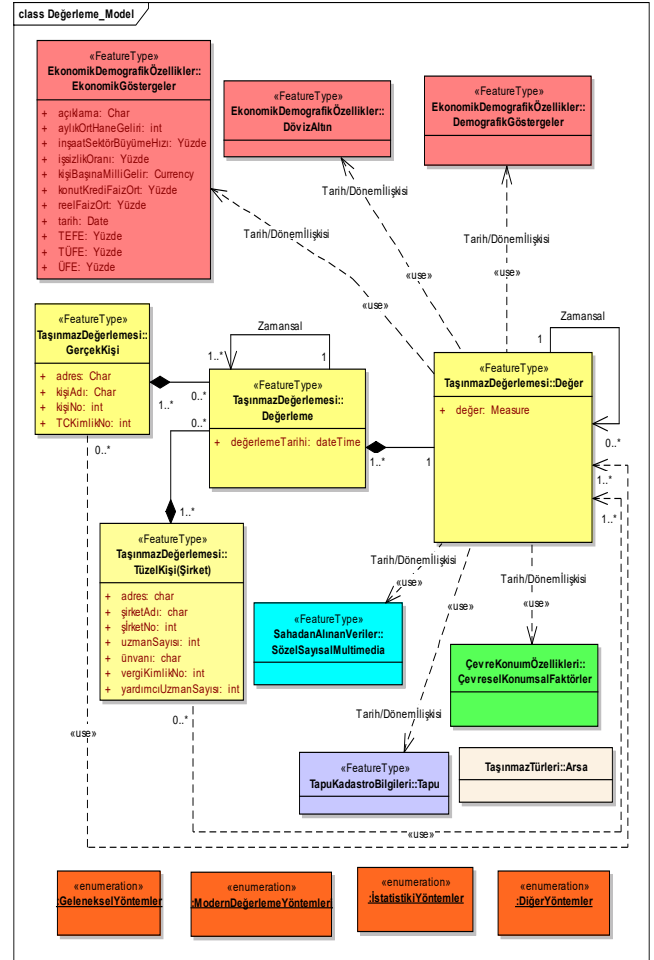 class Değerleme_Model
«FeatureType»
EkonomikDemografikÖzellikler::
EkonomikGöstergeler
+ açıklama: Char
+ aylıkOrtHaneGeliri: int
+ inşaatSektörBüyümeHızı: Yüzde
+ işsizlikOranı: Yüzde
+ kişiBaşınaMilliGelir: Currency
+ konutKrediFaizOrt: Yüzde
+ reelFaizOrt: Yüzde
+ tarih: Date
+ TEFE: Yüzde
+ TÜFE: Yüzde
+ ÜFE: Yüzde
«FeatureType»
EkonomikDemografikÖzellikler::
DövizAltın
«FeatureType»
EkonomikDemografikÖzellikler::
DemografikGöstergeler
Tarih/Dönemİlişkisi
Tarih/Dönemİlişkisi
Tarih/Dönemİlişkisi
«use»
«use»
«use»
«FeatureType»
TaşınmazDeğerlemesi::
GerçekKişi
+ adres: Char
+ kişiAdı: Char
+ kişiNo: int
+ TCKimlikNo: int
Zamansal
1..*
1
«FeatureType»
TaşınmazDeğerlemesi::
Değerleme
+ değerlemeTarihi: dateTime
0..*
1..*
0..*
0..*
1..*
1
Zamansal
1
«FeatureType»
TaşınmazDeğerlemesi::Değer
+ değer: Measure
0..*
1..*
1..*
1..*
«FeatureType»
TaşınmazDeğerlemesi::
TüzelKişi(Şirket)
+ adres: char
+ şirketAdı: char
+ şİrketNo: int
+ uzmanSayısı: int
+ ünvanı: char
+ vergiKimlikNo: int
+ yardımcıUzmanSayısı: int
0..*
Tarih/Dönemİlişkisi
«use»
«use»
Tarih/Dönemİlişkisi
«use»
«FeatureType»
SahadanAlınanVeriler::
SözelSayısalMultimedia
ÇevreKonumÖzellikleri::
ÇevreselKonumsalFaktörler
Tarih/Dönemİlişkisi
«use»
«FeatureType»
TapuKadastroBilgileri::Tapu
TaşınmazTürleri::Arsa
«use»
«enumeration»
:GelenekselYöntemler
«enumeration»
:ModernDeğerlemeYöntemleri
«enumeration»
:İstatistikiYöntemler
«enumeration»
:DiğerYöntemler